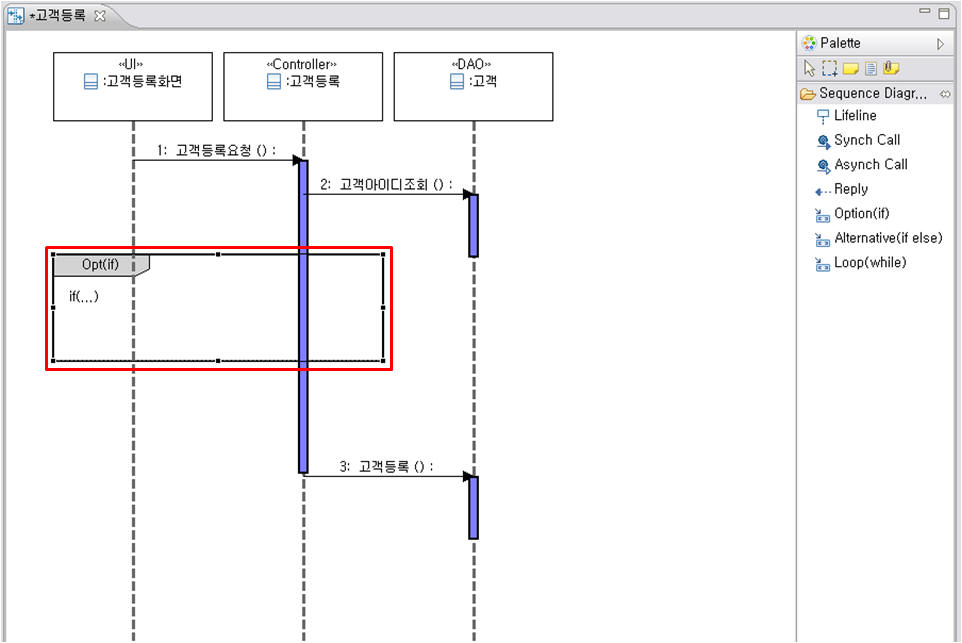 *고객등록
«UI»
:고객등록화면
«Controller»
:고객등록
«DAO»
:고객
1: 고객등록요청 () :
2: 고객아이디조회 () :
Opt(if)
if(...)
3: 고객등록 () :
Palette
Sequence Diagr...
Lifeline
Synch Call
Asynch Call
Reply
Option(if)
Alternative(if else)
Loop(while)